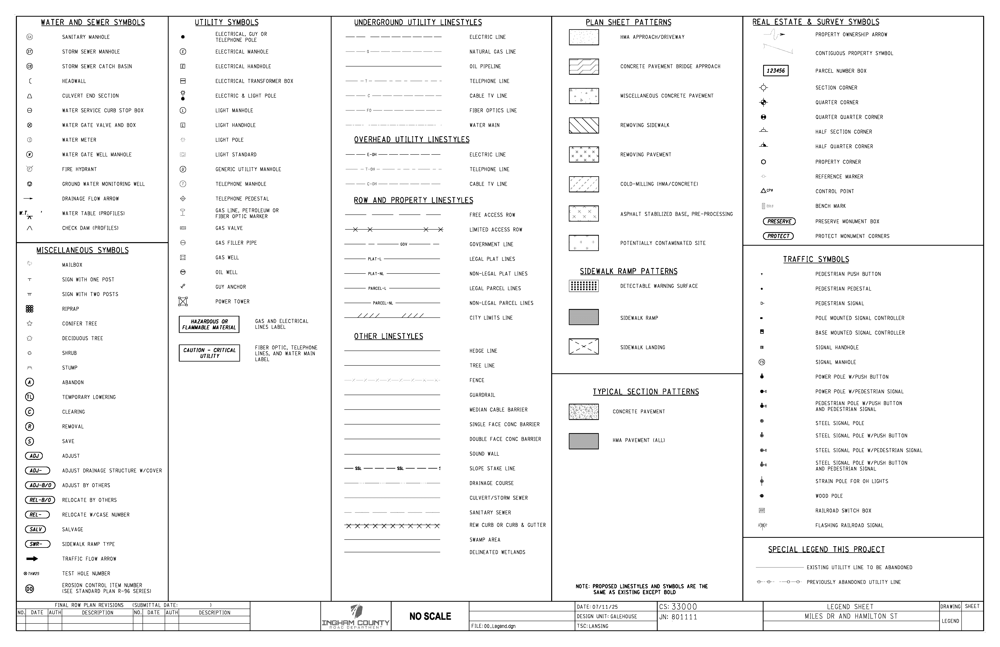 WATER AND SEWER SYMBOLS
SA SANITARY MANHOLE
ST STORM SEWER MANHOLE
CB STORM SEWER CATCH BASIN
HEADWALL
CULVERT END SECTION
WATER SERVICE CURB STOP BOX
WATER GATE VALVE AND BOX
WATER METER
W WATER GATE WELL MANHOLE
F FIRE HYDRANT
GROUND WATER MONITORING WELL
DRAINAGE FLOW ARROW
W.T. ' WATER TABLE (PROFILES)
CHECK DAM (PROFILES)
MISCELLANEOUS SYMBOLS
MAILBOX
SIGN WITH ONE POST
SIGN WITH TWO POSTS
RIPRAP
CONIFER TREE
DECIDUOUS TREE
SHRUB
STUMP
A ABANDON
TL TEMPORARY LOWERING
C CLEARING
R REMOVAL
S SAVE
ADJ ADJUST
ADJ- ADJUST DRAINAGE STRUCTURE W/COVER
ADJ-B/O ADJUST BY OTHERS
REL-B/O RELOCATE BY OTHERS
REL- RELOCATE W/CASE NUMBER
SALV SALVAGE
SWR- SIDEWALK RAMP TYPE
TRAFFIC FLOW ARROW
TH#25 TEST HOLE NUMBER
00 EROSION CONTROL ITEM NUMBER
(SEE STANDARD PLAN R-96 SERIES)
UTILITY SYMBOLS
ELECTRICAL, GUY OR
TELEPHONE POLE
E ELECTRICAL MANHOLE
E ELECTRICAL HANDHOLE
ELECTRICAL TRANSFORMER BOX
ELECTRIC & LIGHT POLE
L LIGHT MANHOLE
L LIGHT HANDHOLE
LIGHT POLE
LIGHT STANDARD
U GENERIC UTILITY MANHOLE
T TELEPHONE MANHOLE
TELEPHONE PEDESTAL
GAS LINE, PETROLEUM OR
FIBER OPTIC MARKER
GAS VALVE
GAS FILLER PIPE
GAS WELL
OIL WELL
GUY ANCHOR
POWER TOWER
HAZARDOUS OR
FLAMMABLE MATERIAL
GAS AND ELECTRICAL
LINES LABEL
CAUTION - CRITICAL
UTILITY
FIBER OPTIC, TELEPHONE
LINES, AND WATER MAIN
LABEL
UNDERGROUND UTILITY LINESTYLES
ELECTRIC LINE
G NATURAL GAS LINE
OIL PIPELINE
T TELEPHONE LINE
C CABLE TV LINE
FO FIBER OPTICS LINE
WATER MAIN
OVERHEAD UTILITY LINESTYLES
E-OH ELECTRIC LINE
T-OH TELEPHONE LINE
C-OH CABLE TV LINE
ROW AND PROPERTY LINESTYLES
FREE ACCESS ROW
LIMITED ACCESS ROW
GOV GOVERNMENT LINE
PLAT-L LEGAL PLAT LINES
PLAT-NL NON-LEGAL PLAT LINES
PARCEL-L LEGAL PARCEL LINES
PARCEL-NL NON-LEGAL PARCEL LINES
CITY LIMITS LINE
OTHER LINESTYLES
HEDGE LINE
TREE LINE
FENCE
GUARDRAIL
MEDIAN CABLE BARRIER
SINGLE FACE CONC BARRIER
DOUBLE FACE CONC BARRIER
SOUND WALL
SSL SSL SLOPE STAKE LINE
DRAINAGE COURSE
CULVERT/STORM SEWER
SANITARY SEWER
REM CURB OR CURB & GUTTER
SWAMP AREA
DELINEATED WETLANDS
PLAN SHEET PATTERNS
HMA APPROACH/DRIVEWAY
CONCRETE PAVEMENT BRIDGE APPROACH
MISCELLANEOUS CONCRETE PAVEMENT
REMOVING SIDEWALK
REMOVING PAVEMENT
COLD-MILLING (HMA/CONCRETE)
ASPHALT STABILIZED BASE, PRE-PROCESSING
POTENTIALLY CONTAMINATED SITE
SIDEWALK RAMP PATTERNS
DETECTABLE WARNING SURFACE
SIDEWALK RAMP
SIDEWALK LANDING
TYPICAL SECTION PATTERNS
CONCRETE PAVEMENT
HMA PAVEMENT (ALL)
NOTE: PROPOSED LINESTYLES AND SYMBOLS ARE THE
SAME AS EXISTING EXCEPT BOLD
REAL ESTATE & SURVEY SYMBOLS
PROPERTY OWNERSHIP ARROW
CONTIGUOUS PROPERTY SYMBOL
123456 PARCEL NUMBER BOX
SECTION CORNER
QUARTER CORNER
QUARTER QUARTER CORNER
HALF SECTION CORNER
HALF QUARTER CORNER
PROPERTY CORNER
REFERENCE MARKER
CP# CONTROL POINT
BM# BENCH MARK
PRESERVE PRESERVE MONUMENT BOX
PROTECT PROTECT MONUMENT CORNERS
TRAFFIC SYMBOLS
PEDESTRIAN PUSH BUTTON
PEDESTRIAN PEDESTAL
PEDESTRIAN SIGNAL
POLE MOUNTED SIGNAL CONTROLLER
BASE MOUNTED SIGNAL CONTROLLER
SIGNAL HANDHOLE
TS SIGNAL MANHOLE
POWER POLE W/PUSH BUTTON
POWER POLE W/PEDESTRIAN SIGNAL
PEDESTRIAN POLE W/PUSH BUTTON
AND PEDESTRIAN SIGNAL
STEEL SIGNAL POLE
STEEL SIGNAL POLE W/PUSH BUTTON
STEEL SIGNAL POLE W/PEDESTRIAN SIGNAL
STEEL SIGNAL POLE W/PUSH BUTTON
AND PEDESTRIAN SIGNAL
STRAIN POLE FOR OH LIGHTS
WOOD POLE
RR RAILROAD SWITCH BOX
R R FLASHING RAILROAD SIGNAL
SPECIAL LEGEND THIS PROJECT
EXISTING UTILITY LINE TO BE ABANDONED
PREVIOUSLY ABANDONED UTILITY LINE
FINAL ROW PLAN REVISIONS (SUBMITTAL DATE: )
NO. DATE AUTH DESCRIPTION NO. DATE AUTH DESCRIPTION
INGHAM COUNTY
ROAD DEPARTMENT
NO SCALE
FILE: 00_Legend.dgn
DATE: 07/11/25
DESIGN UNIT: GALEHOUSE
TSC: LANSING
CS: 33000
JN: 801111
LEGEND SHEET
MILES DR AND HAMILTON ST
DRAWING SHEET
LEGEND